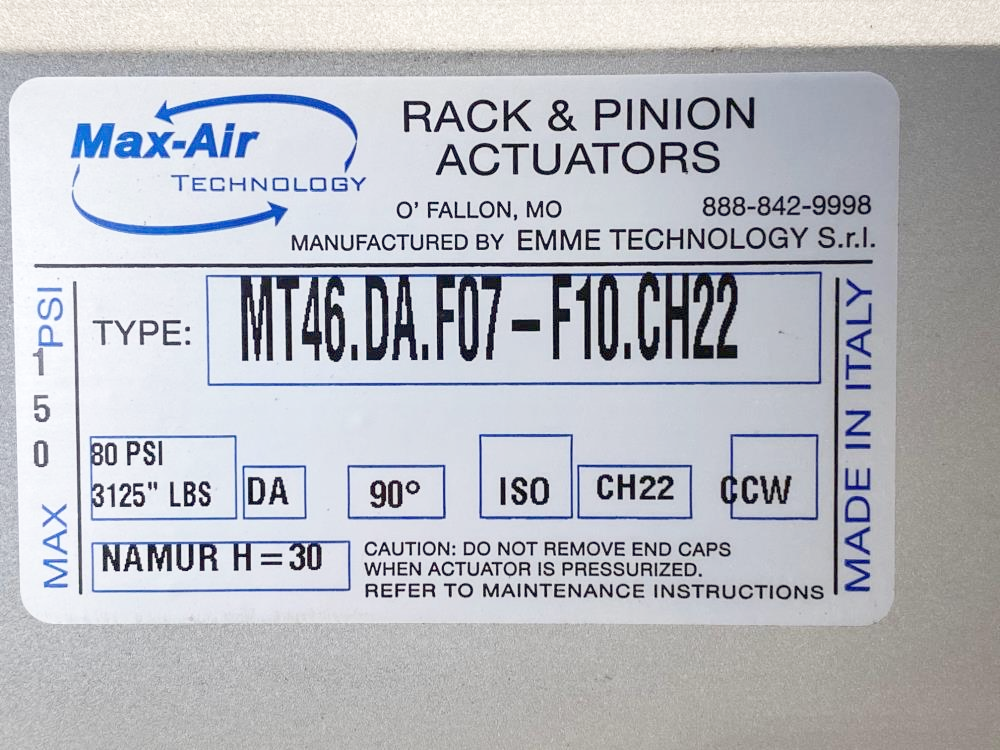 Max-Air
TECHNOLOGY
RACK & PINION
ACTUATORS
O' FALLON, MO
888-842-9998
MANUFACTURED BY EMME TECHNOLOGY S.r.l.
MAX 150 PSI
TYPE: MT46.DA.F07-F10.CH22
80 PSI
3125" LBS
DA
90°
ISO
CH22
CCW
NAMUR H=30
CAUTION: DO NOT REMOVE END CAPS
WHEN ACTUATOR IS PRESSURIZED.
REFER TO MAINTENANCE INSTRUCTIONS
MADE IN ITALY